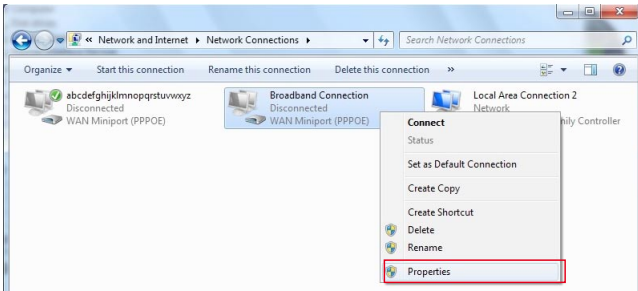 « Network and Internet ▸ Network Connections ▸
Search Network Connections
Organize ▾ Start this connection Rename this connection Delete this connection »
abcdefghijklmnopqrstuvwxyz
Disconnected
WAN Miniport (PPPOE)
Broadband Connection
Disconnected
WAN Miniport (PPPOE)
Local Area Connection 2
Network
mily Controller
Connect
Status
Set as Default Connection
Create Copy
Create Shortcut
Delete
Rename
Properties